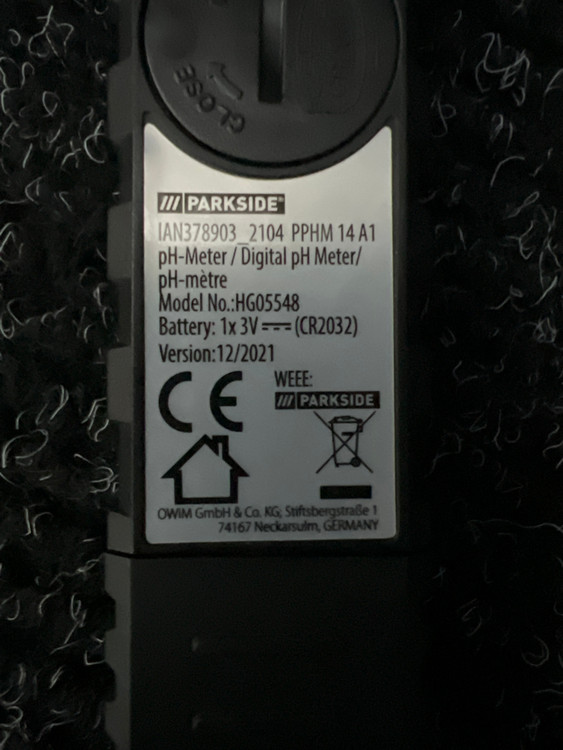 CLOSE
/// PARKSIDE®
IAN378903_2104 PPHM 14 A1
pH-Meter / Digital pH Meter/
pH-mètre
Model No.:HG05548
Battery: 1x 3V ⎓ (CR2032)
Version:12/2021
CE
WEEE:
/// PARKSIDE
OWIM GmbH & Co. KG; Stiftsbergstraße 1
74167 Neckarsulm, GERMANY